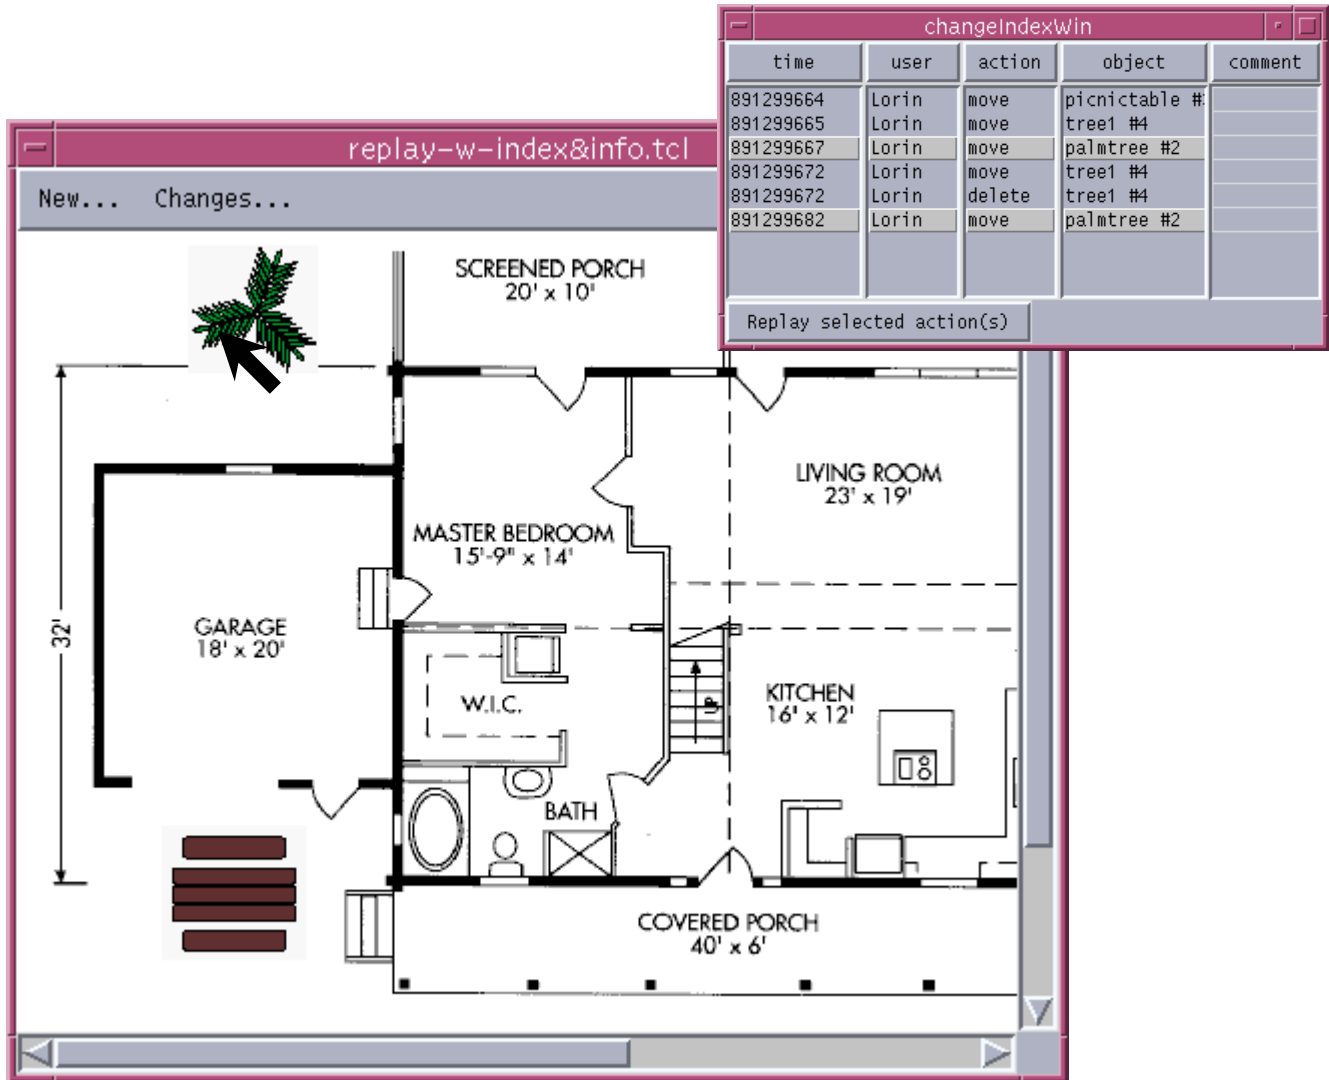 changeIndexWin
time user action object comment
891299664 Lorin move picnictable #
891299665 Lorin move tree1 #4
891299667 Lorin move palmtree #2
891299672 Lorin move tree1 #4
891299672 Lorin delete tree1 #4
891299682 Lorin move palmtree #2
Replay selected action(s)
replay-w-index&info.tcl
New... Changes...
SCREENED PORCH
20' x 10'
LIVING ROOM
23' x 19'
MASTER BEDROOM
15'-9" x 14'
32'
GARAGE
18' x 20'
W.I.C.
UP
KITCHEN
16' x 12'
BATH
COVERED PORCH
40' x 6'